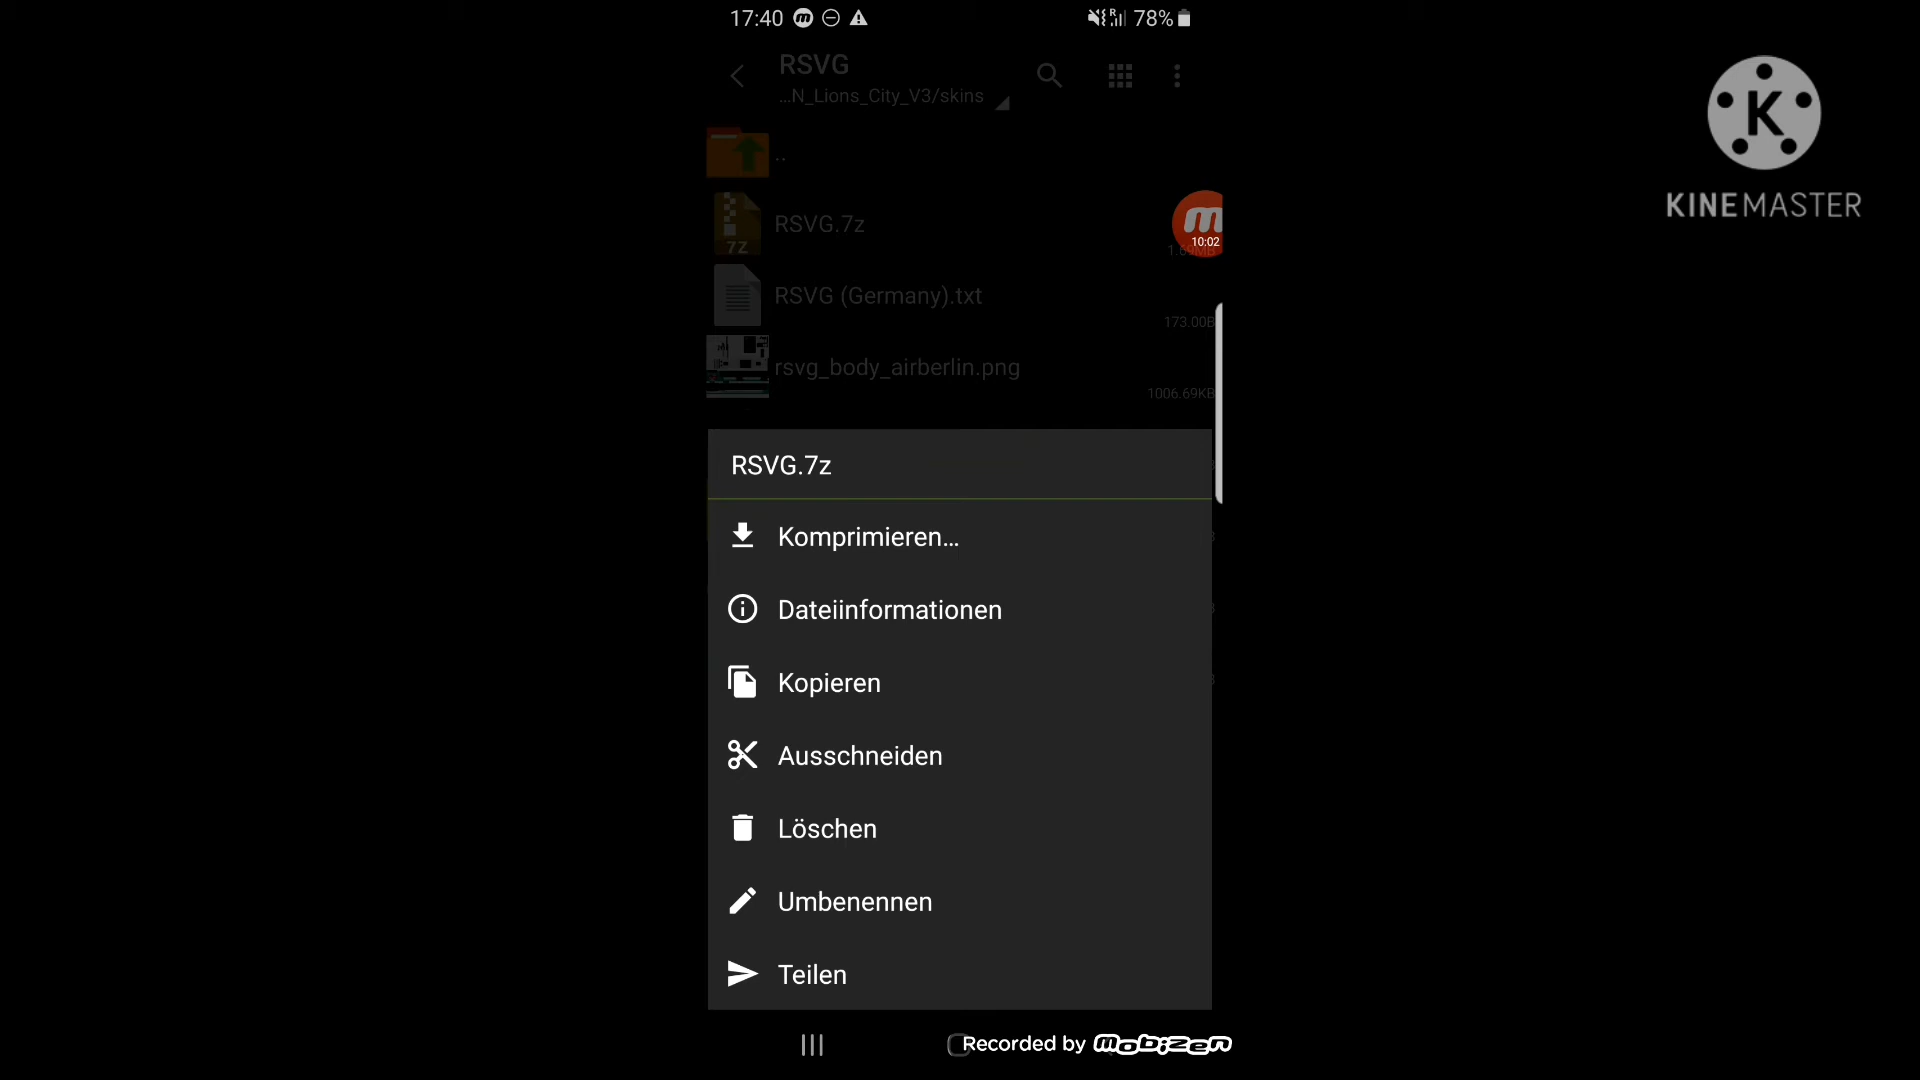 17:40
78%
RSVG
...N_Lions_City_V3/skins
..
RSVG.7z
7Z
10:02
RSVG (Germany).txt
173.00B
rsvg_body_airberlin.png
1006.69KB
RSVG.7z
Komprimieren...
Dateiinformationen
Kopieren
Ausschneiden
Löschen
Umbenennen
Teilen
Recorded by mobizen
K
KINEMASTER